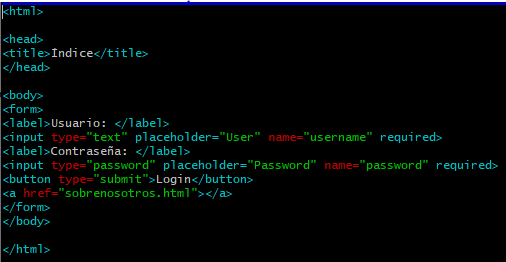 <html>
<head>
<title>Índice</title>
</head>
<body>
<form>
<label>Usuario: </label>
<input type="text" placeholder="User" name="username" required>
<label>Contraseña: </label>
<input type="password" placeholder="Password" name="password" required>
<button type="submit">Login</button>
<a href="sobrenosotros.html"></a>
</form>
</body>
</html>